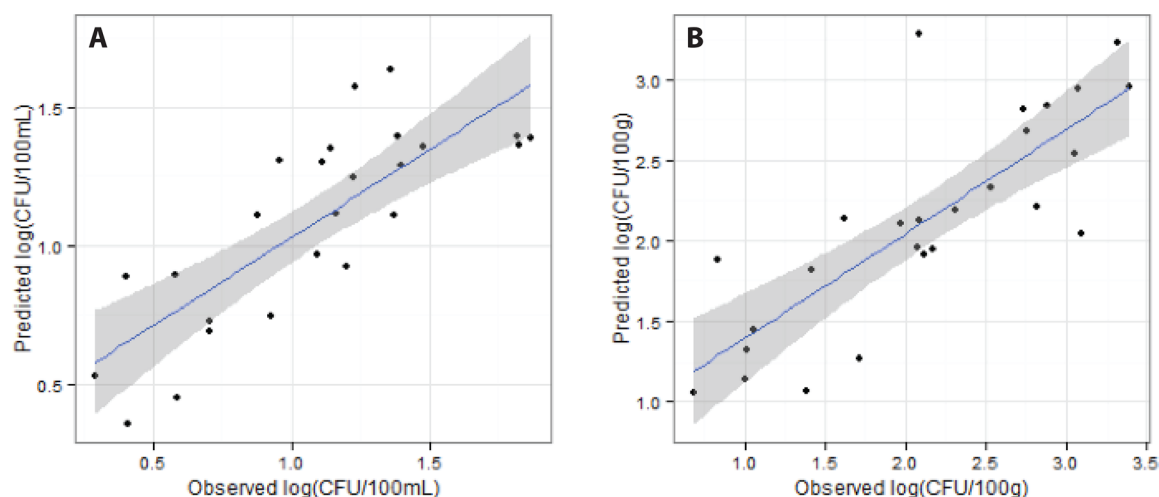 A
Predicted log(CFU/100mL)
1.5
1.0
0.5
0.5 1.0 1.5
Observed log(CFU/100mL)
B
Predicted log(CFU/100g)
3.0
2.5
2.0
1.5
1.0
1.0 1.5 2.0 2.5 3.0 3.5
Observed log(CFU/100g)